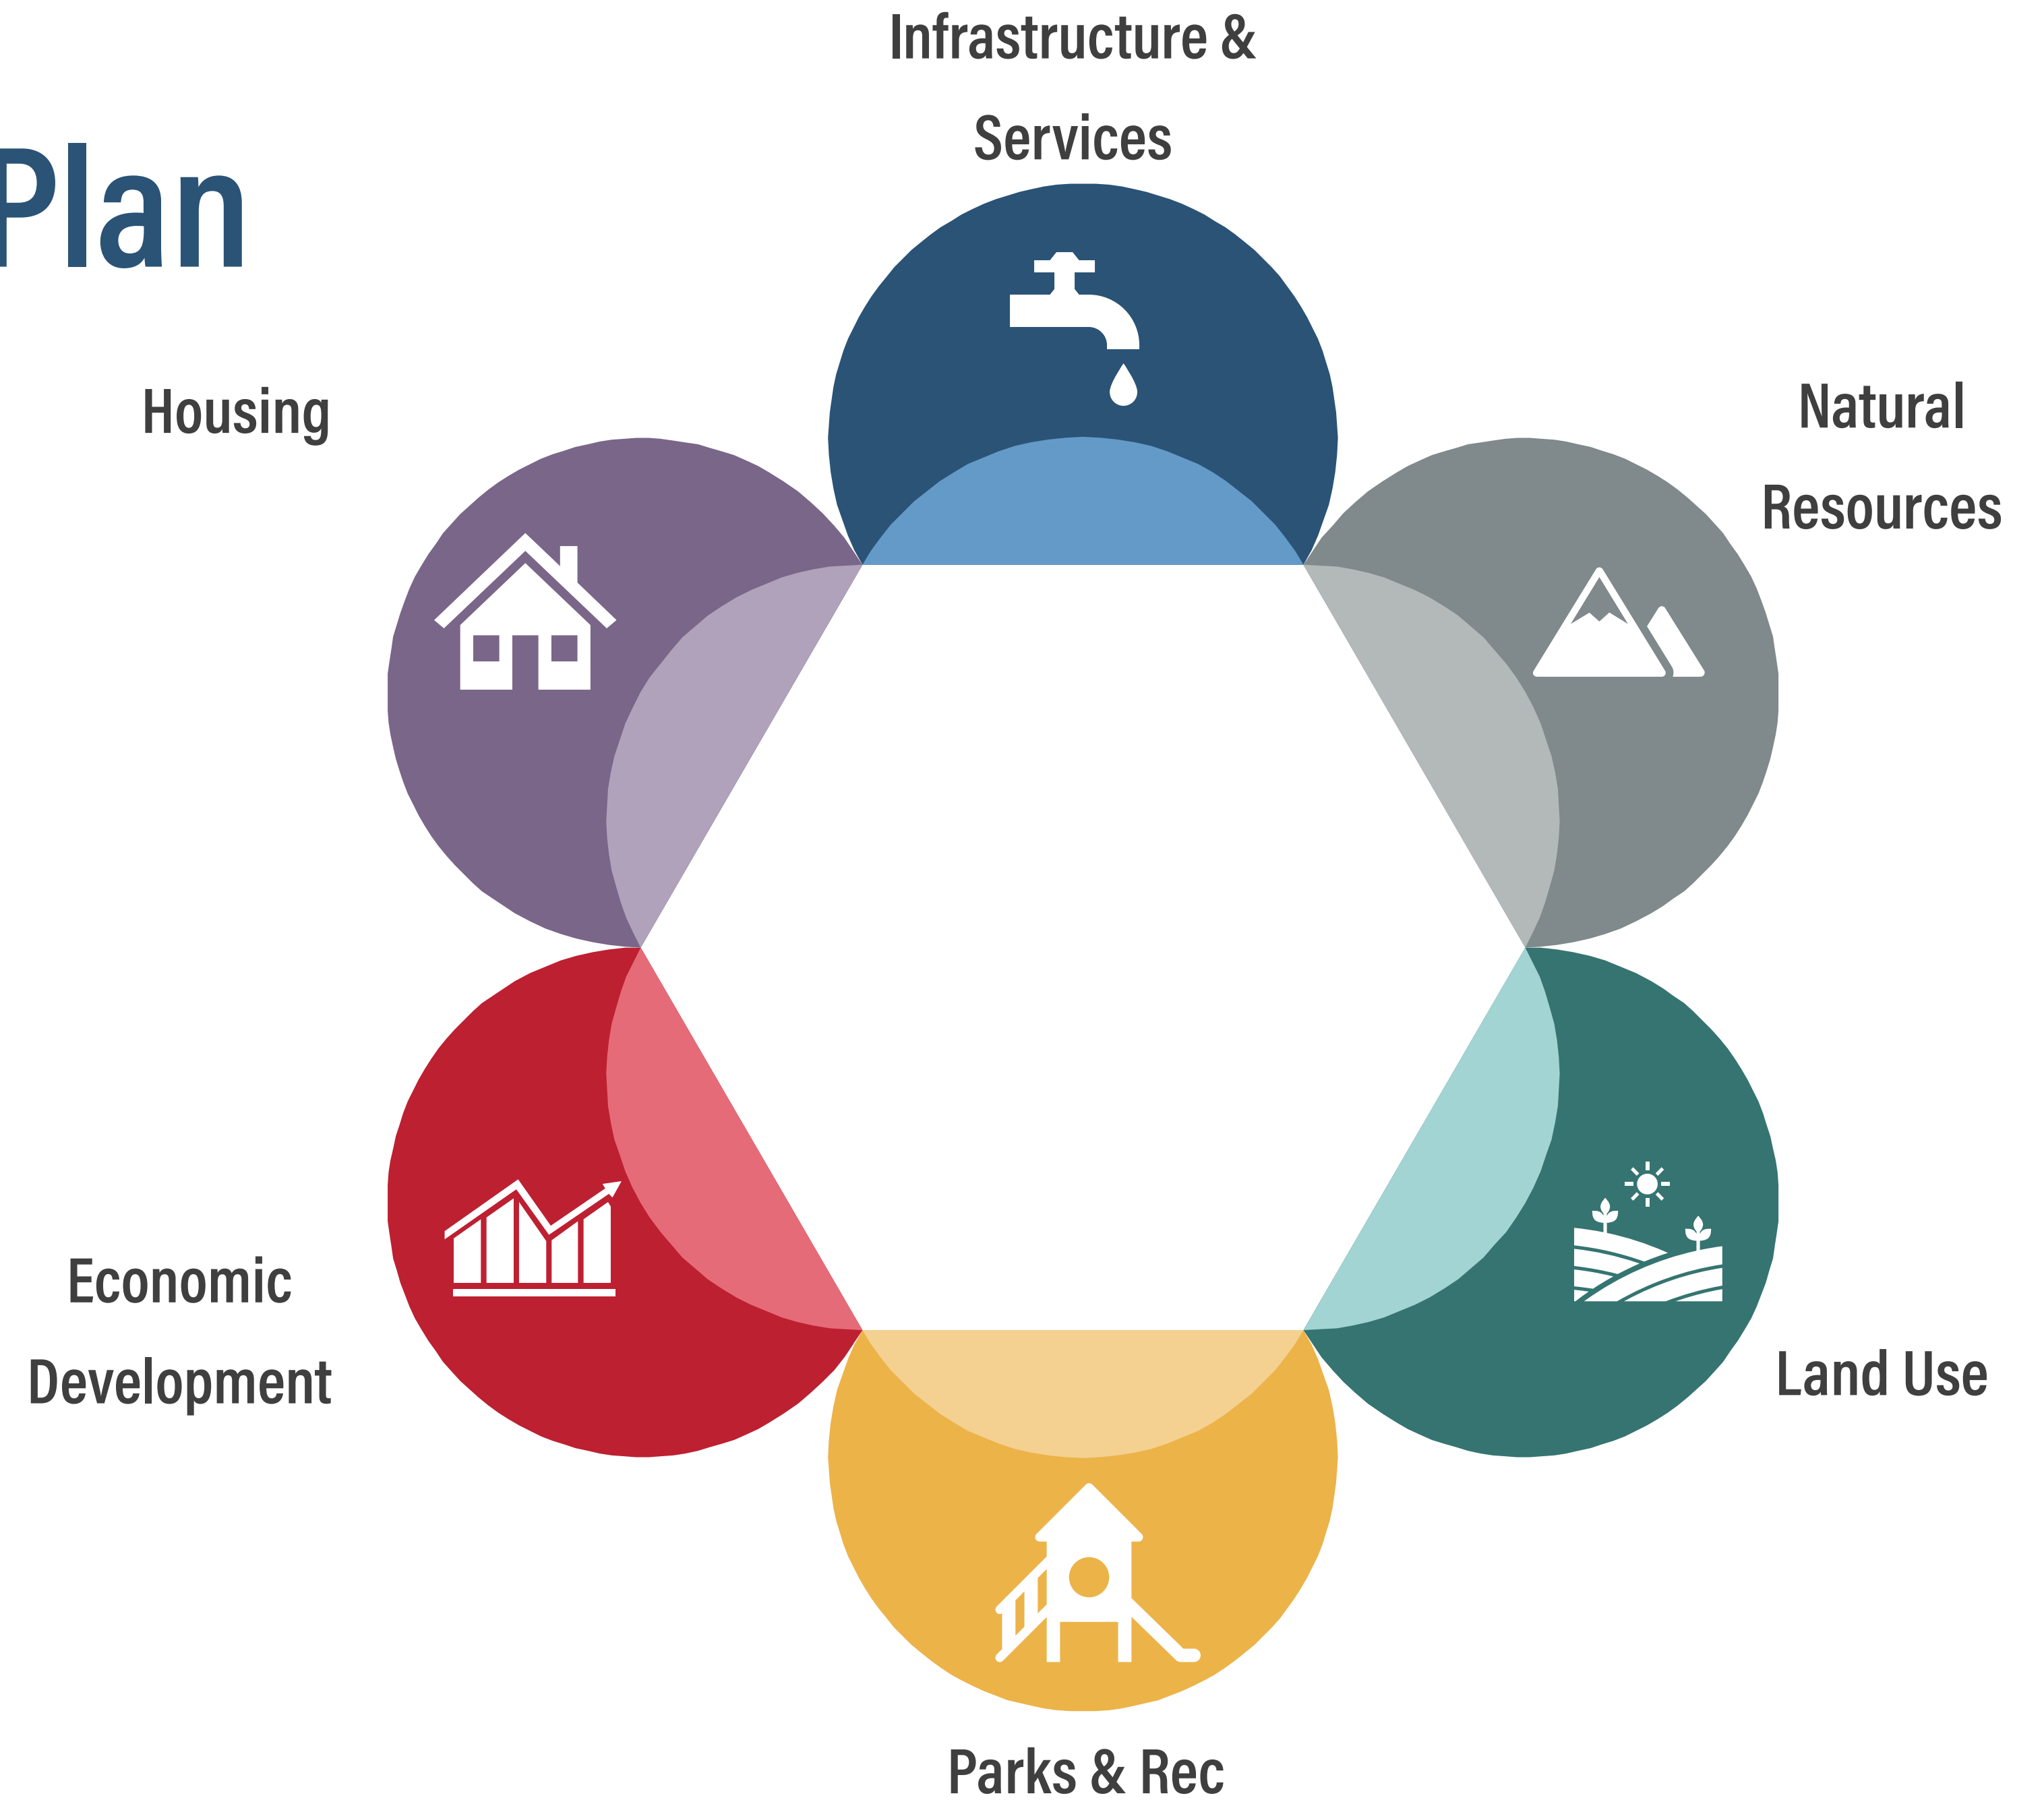 Infrastructure &
Services
Plan
Housing
Natural
Resources
Economic
Development
Land Use
Parks & Rec